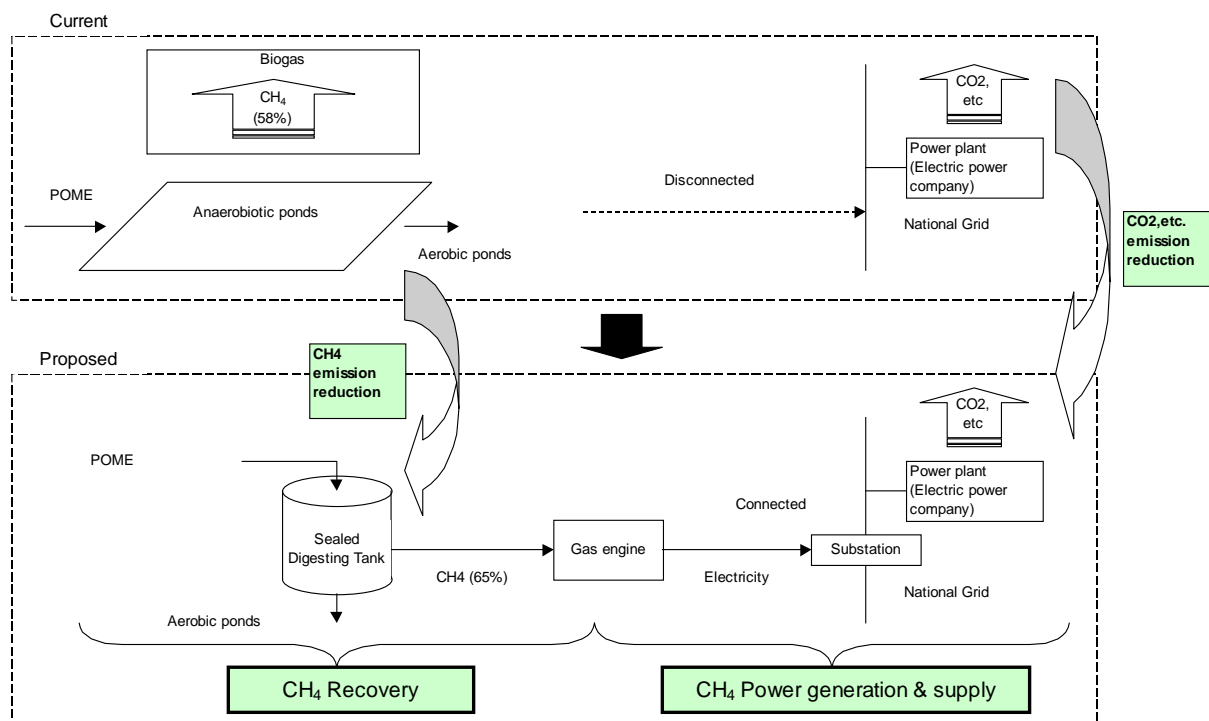 Current
Biogas
CH₄
(58%)
POME
Anaerobiotic ponds
Aerobic ponds
Disconnected
CO2,
etc
Power plant
(Electric power
company)
National Grid
CO2,etc.
emission
reduction
Proposed
CH4
emission
reduction
POME
Sealed
Digesting Tank
Aerobic ponds
CH4 (65%)
Gas engine
Electricity
Connected
Substation
CO2,
etc
Power plant
(Electric power
company)
National Grid
CH₄ Recovery
CH₄ Power generation & supply